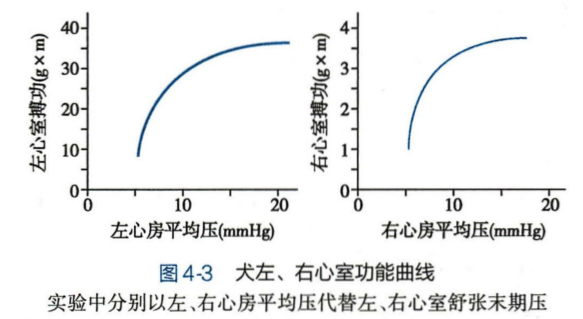 左心室搏功(g×m)
40
30
20
10
0
0 10 20
左心房平均压(mmHg)
右心室搏功(g×m)
4
3
2
1
0
0 10 20
右心房平均压(mmHg)
图4-3 犬左、右心室功能曲线
实验中分别以左、右心房平均压代替左、右心室舒张末期压